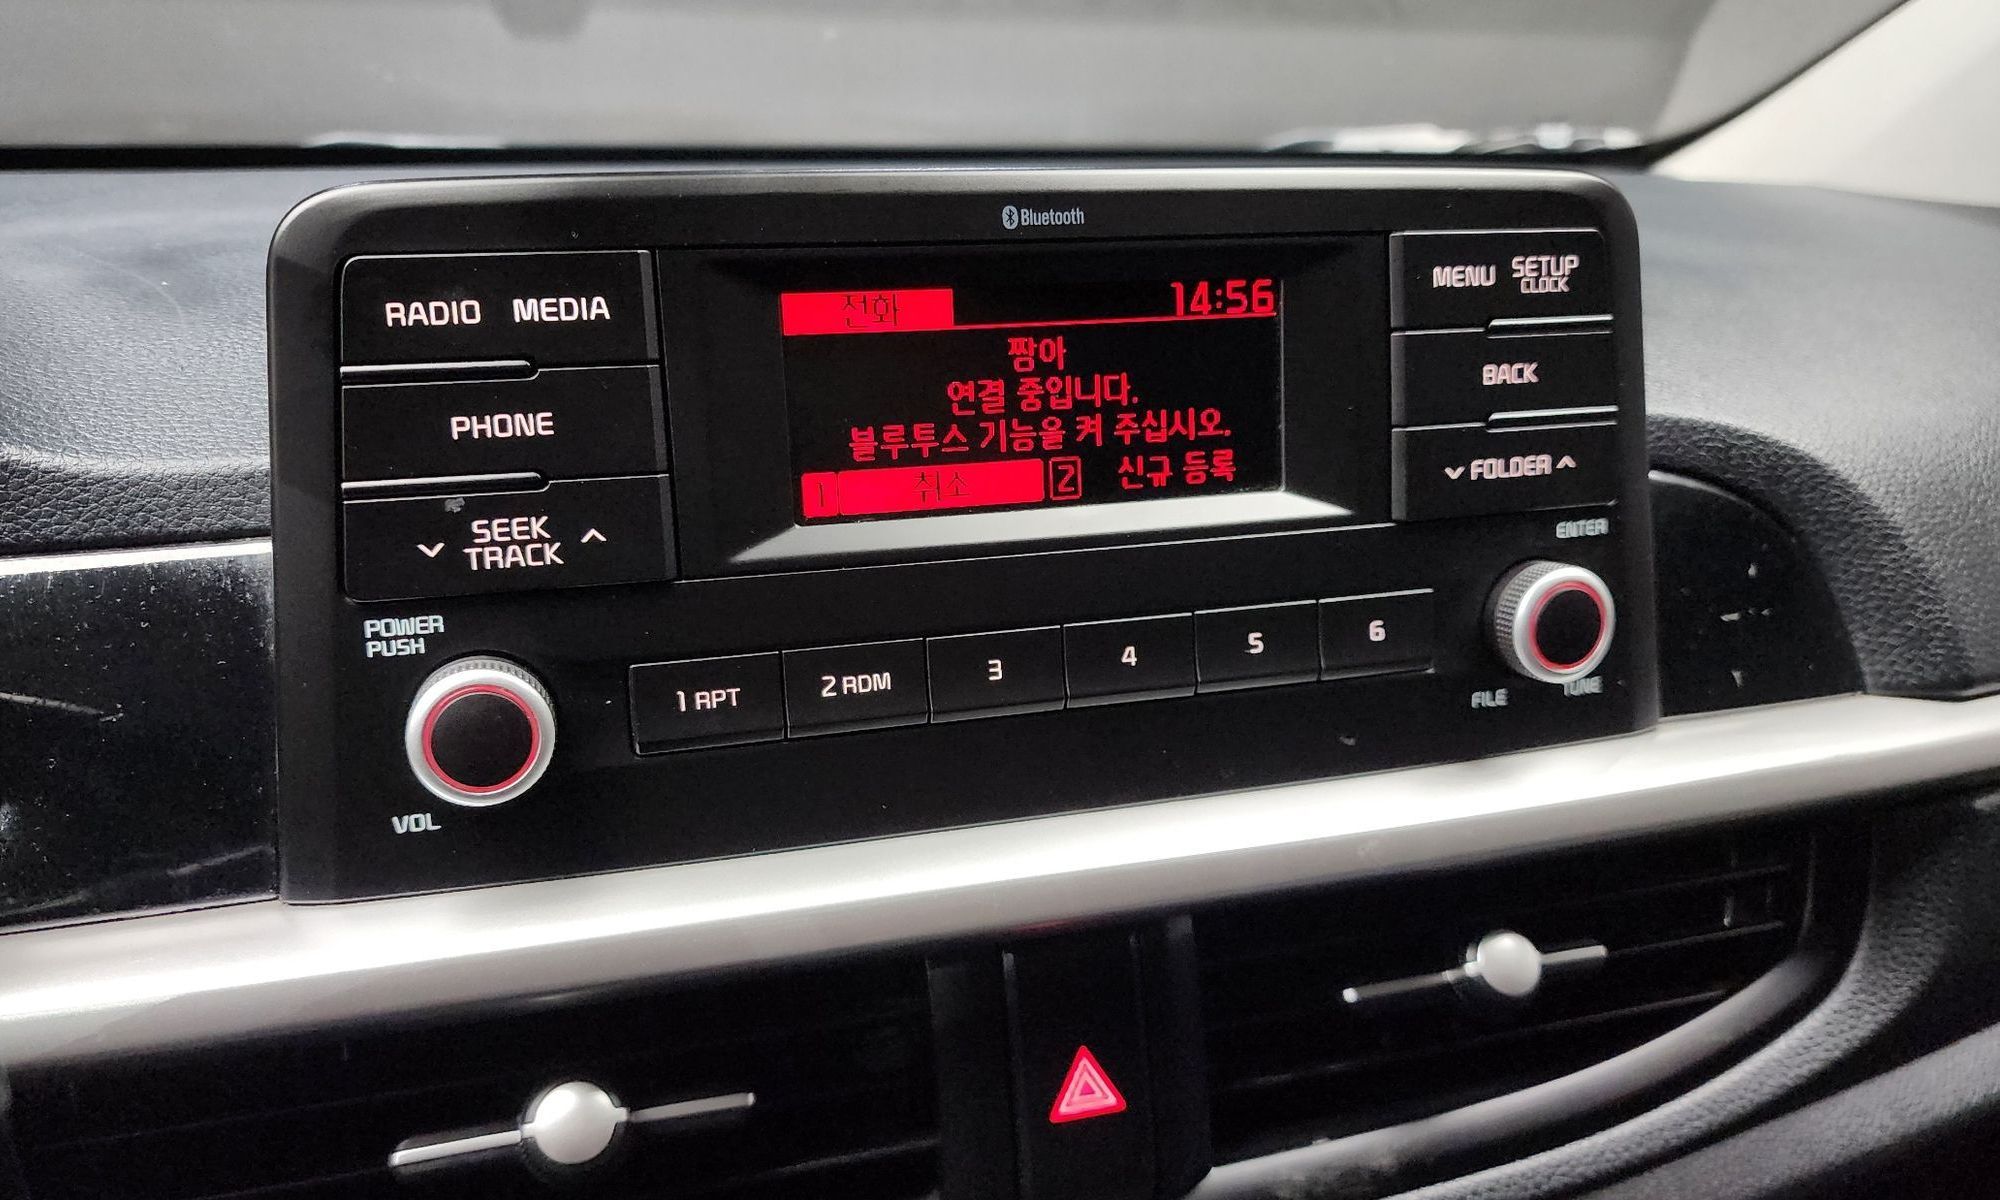 Bluetooth
RADIO MEDIA
PHONE
SEEK
TRACK
POWER
PUSH
VOL
전화 14:56
짬아
연결 중입니다.
블루투스 기능을 켜 주십시오.
1 취소 2 신규 등록
MENU SETUP
CLOCK
BACK
FOLDER
ENTER
FILE TUNE
1 RPT 2 RDM 3 4 5 6